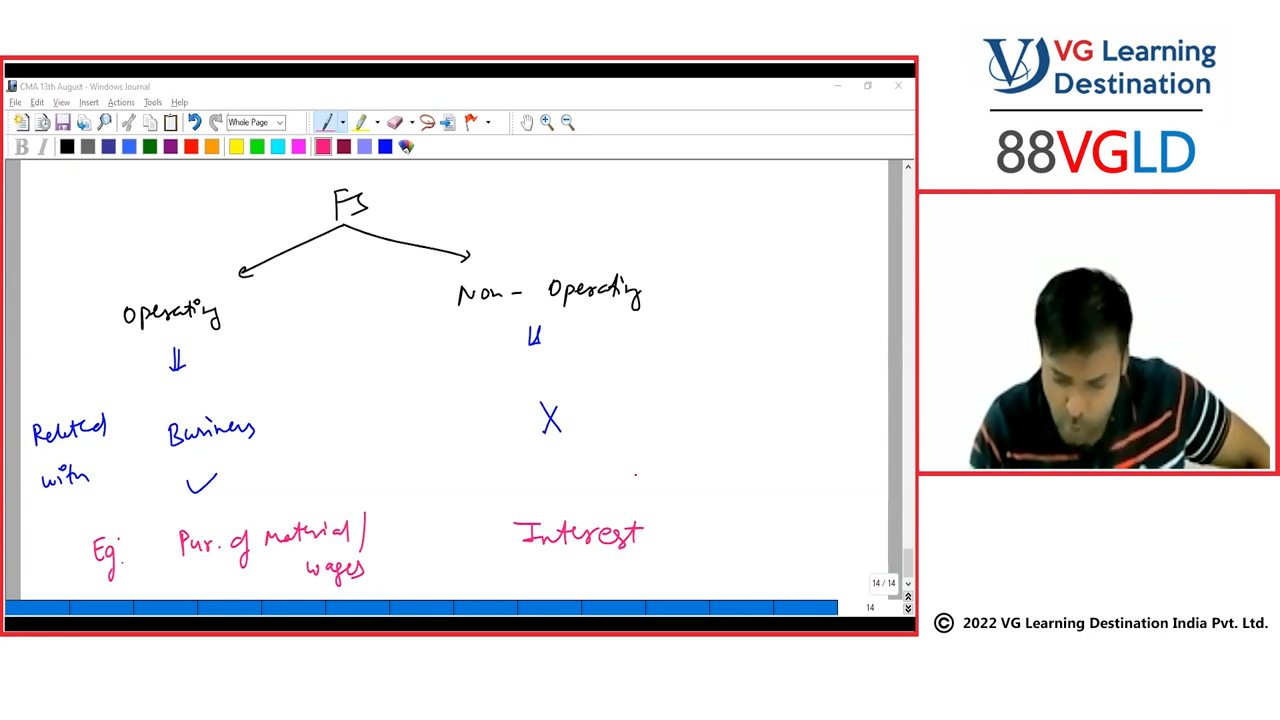 CMA 13th August - Windows Journal
File Edit View Insert Actions Tools Help
Whole Page
B I
FS
Operating
Non - Operating
Related with
Business
X
Eg:
Pur. of Material /
wages
Interest
14 / 14
14
VG Learning
Destination
88VGLD
© 2022 VG Learning Destination India Pvt. Ltd.